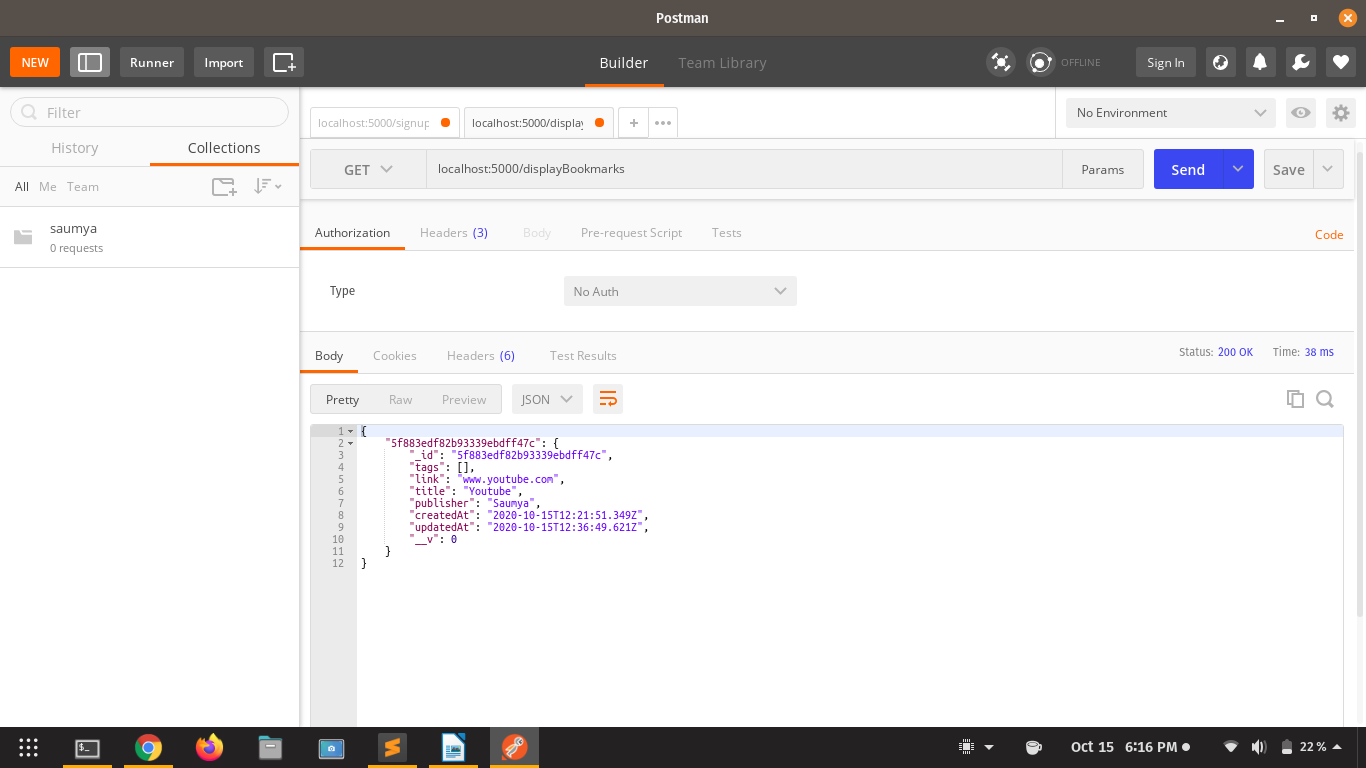 Postman
NEW Runner Import Builder Team Library OFFLINE Sign In
Filter
History Collections
All Me Team
saumya
0 requests
localhost:5000/signup localhost:5000/display + ••• No Environment
GET localhost:5000/displayBookmarks Params Send Save
Authorization Headers (3) Body Pre-request Script Tests Code
Type No Auth
Body Cookies Headers (6) Test Results Status: 200 OK Time: 38 ms
Pretty Raw Preview JSON
1 {
2 "5f883edf82b93339ebdff47c": {
3 "_id": "5f883edf82b93339ebdff47c",
4 "tags": [],
5 "link": "www.youtube.com",
6 "title": "Youtube",
7 "publisher": "Saumya",
8 "createdAt": "2020-10-15T12:21:51.349Z",
9 "updatedAt": "2020-10-15T12:36:49.621Z",
10 "__v": 0
11 }
12 }
$_ Oct 15 6:16 PM 22 %